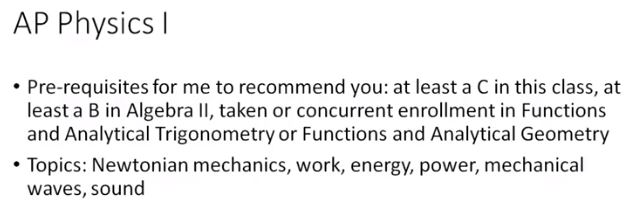 AP Physics I
• Pre-requisites for me to recommend you: at least a C in this class, at
least a B in Algebra II, taken or concurrent enrollment in Functions
and Analytical Trigonometry or Functions and Analytical Geometry
• Topics: Newtonian mechanics, work, energy, power, mechanical
waves, sound